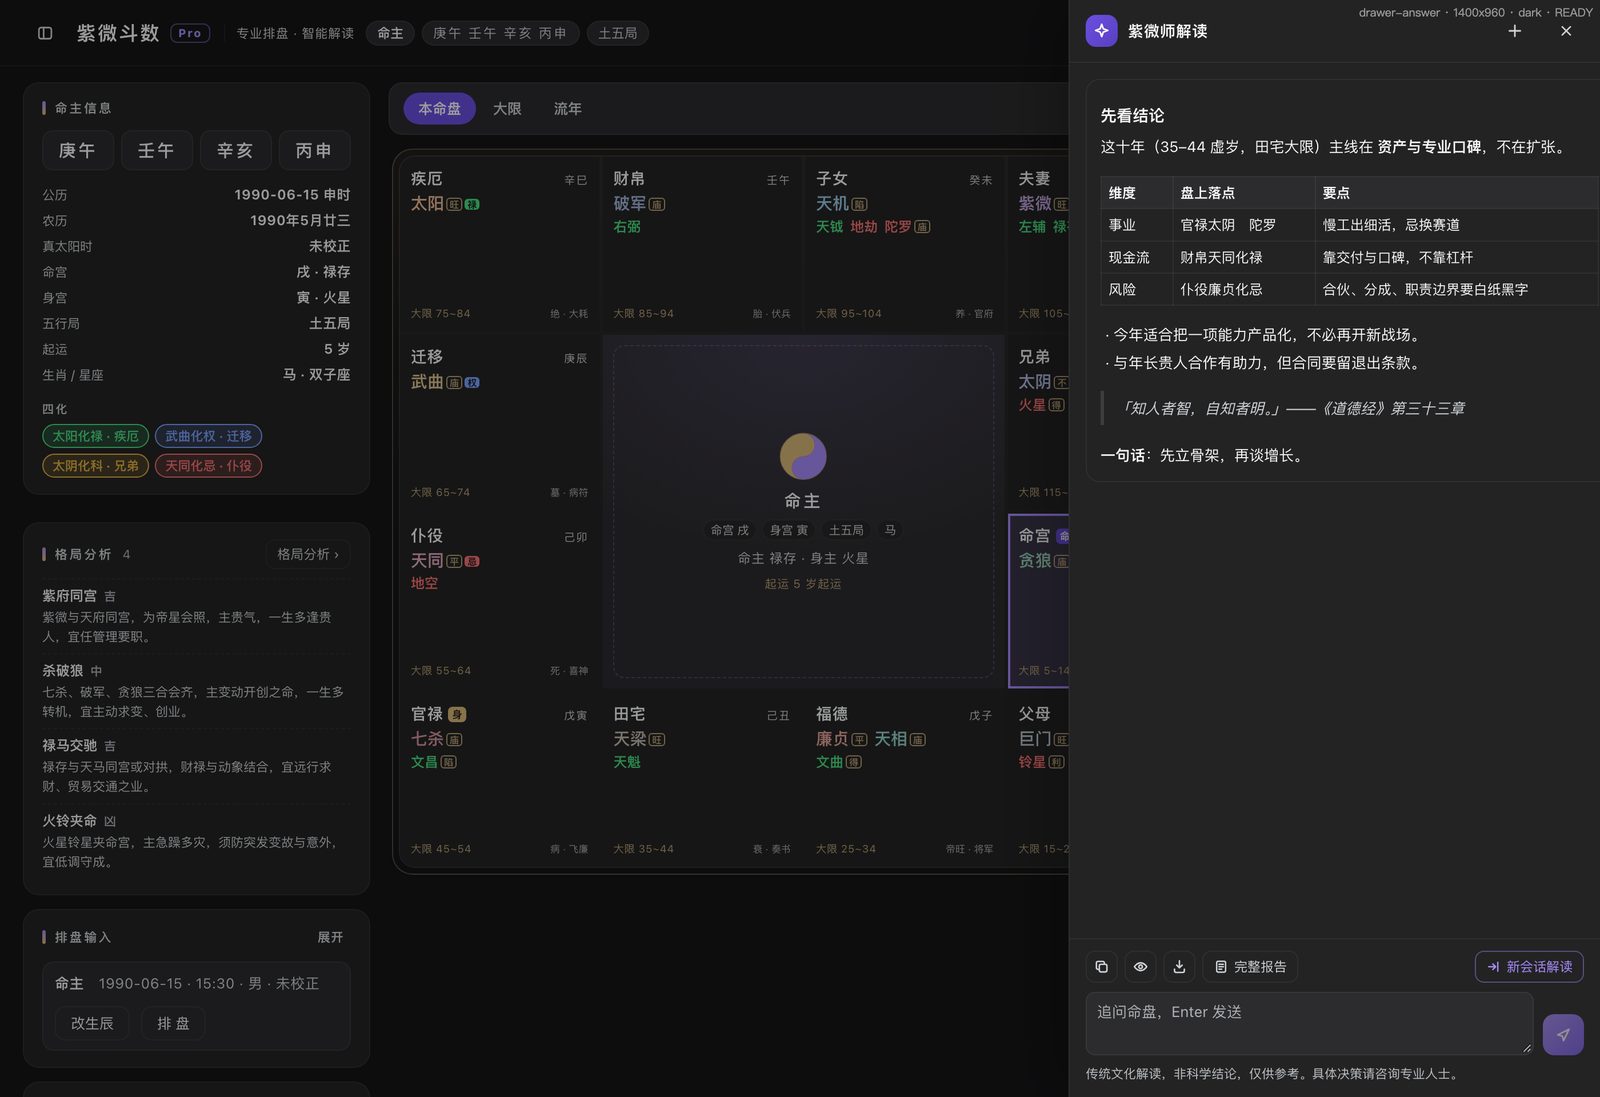 紫微斗数 Pro 专业排盘 · 智能解读 命主 庚午 壬午 辛亥 丙申 土五局
drawer-answer · 1400x960 · dark · READY
命主信息
庚午 壬午 辛亥 丙申
公历 1990-06-15 申时
农历 1990年5月廿三
真太阳时 未校正
命宫 戌 · 禄存
身宫 寅 · 火星
五行局 土五局
起运 5 岁
生肖 / 星座 马 · 双子座
四化
太阳化禄 · 疾厄 武曲化权 · 迁移
太阴化科 · 兄弟 天同化忌 · 仆役
格局分析 4 格局分析 ›
紫府同宫 吉
紫微与天府同宫，为帝星会照，主贵气，一生多逢贵
人，宜任管理要职。
杀破狼 中
七杀、破军、贪狼三合会齐，主变动开创之命，一生多
转机，宜主动求变、创业。
禄马交驰 吉
禄存与天马同宫或对拱，财禄与动象结合，宜远行求
财、贸易交通之业。
火铃夹命 凶
火星铃星夹命宫，主急躁多灾，须防突发变故与意外，
宜低调守成。
排盘输入 展开
命主 1990-06-15 · 15:30 · 男 · 未校正
改生辰 排 盘
本命盘 大限 流年
疾厄 辛巳
太阳 旺 禄
大限 75~84 绝 · 大耗
财帛 壬午
破军 庙
右弼
大限 85~94 胎 · 伏兵
子女 癸未
天机 陷
天钺 地劫 陀罗 庙
大限 95~104 养 · 官府
夫妻
紫微 旺
左辅 禄
大限 105~
迁移 庚辰
武曲 庙 权
大限 65~74 墓 · 病符
命主
命宫 戌 身宫 寅 土五局 马
命主 禄存 · 身主 火星
起运 5 岁起运
兄弟
太阴 不
火星 得
大限 115~
仆役 己卯
天同 平 忌
地空
大限 55~64 死 · 喜神
命宫 命
贪狼 庙
大限 5~14
官禄 身 戊寅
七杀 庙
文昌 陷
大限 45~54 病 · 飞廉
田宅 己丑
天梁 旺
天魁
大限 35~44 衰 · 奏书
福德 戊子
廉贞 平 天相 庙
文曲 得
大限 25~34 帝旺 · 将军
父母
巨门 旺
铃星 利
大限 15~2
紫微师解读
先看结论
这十年（35–44 虚岁，田宅大限）主线在 资产与专业口碑，不在扩张。
维度 盘上落点 要点
事业 官禄太阴 陀罗 慢工出细活，忌换赛道
现金流 财帛天同化禄 靠交付与口碑，不靠杠杆
风险 仆役廉贞化忌 合伙、分成、职责边界要白纸黑字
· 今年适合把一项能力产品化，不必再开新战场。
· 与年长贵人合作有助力，但合同要留退出条款。
「知人者智，自知者明。」——《道德经》第三十三章
一句话：先立骨架，再谈增长。
完整报告 新会话解读
追问命盘，Enter 发送
传统文化解读，非科学结论，仅供参考。具体决策请咨询专业人士。